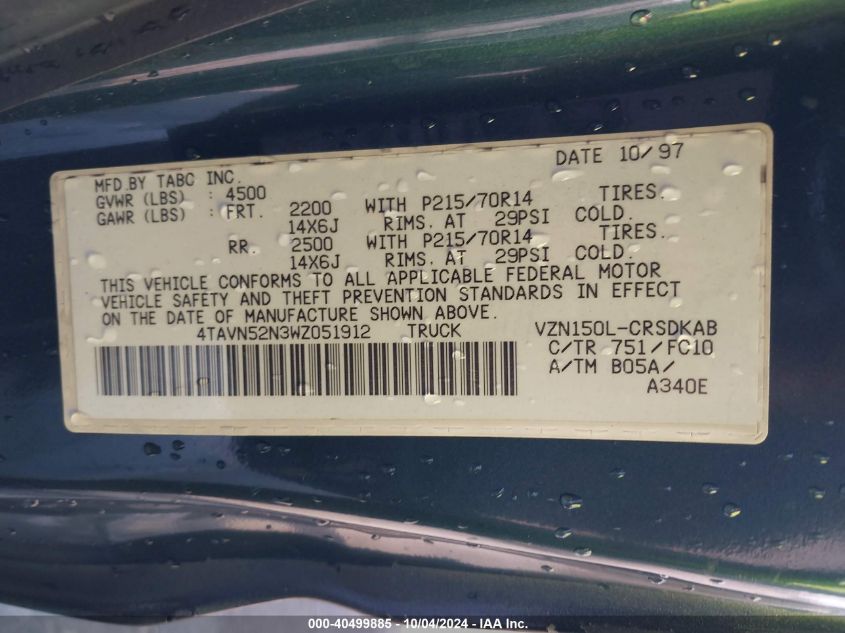 DATE 10/97
MFD.BY TABC INC.
GVWR (LBS) : 4500
GAWR (LBS) : FRT. 2200 WITH P215/70R14 TIRES.
14X6J RIMS. AT 29PSI COLD.
RR. 2500 WITH P215/70R14 TIRES.
14X6J RIMS. AT 29PSI COLD.
THIS VEHICLE CONFORMS TO ALL APPLICABLE FEDERAL MOTOR
VEHICLE SAFETY AND THEFT PREVENTION STANDARDS IN EFFECT
ON THE DATE OF MANUFACTURE SHOWN ABOVE.
4TAVN52N3WZ051912 TRUCK VZN150L-CRSDKAB
C/TR 751/FC10
A/TM B05A/
A340E
000-40499885 - 10/04/2024 - IAA Inc.